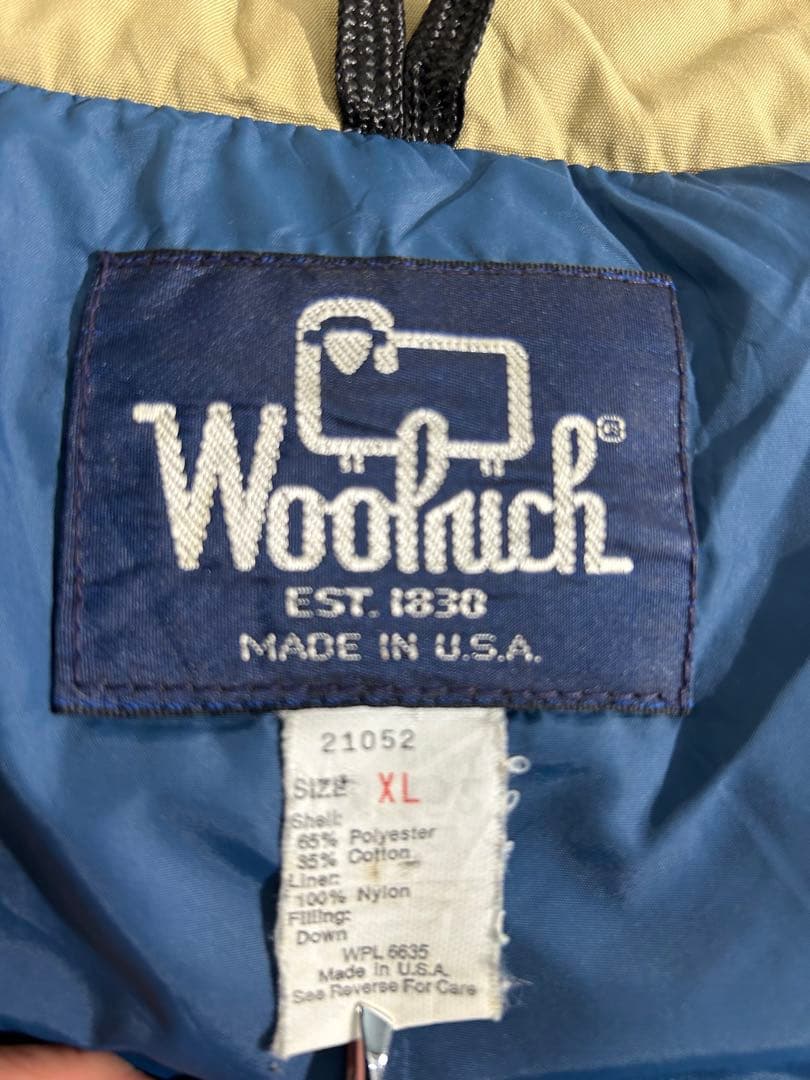 Woolrich®
EST. 1830
MADE IN U.S.A.
21052
SIZE: XL
Shell:
65% Polyester
35% Cotton
Liner:
100% Nylon
Filling:
Down
WPL 6635
Made in U.S.A.
See Reverse For Care